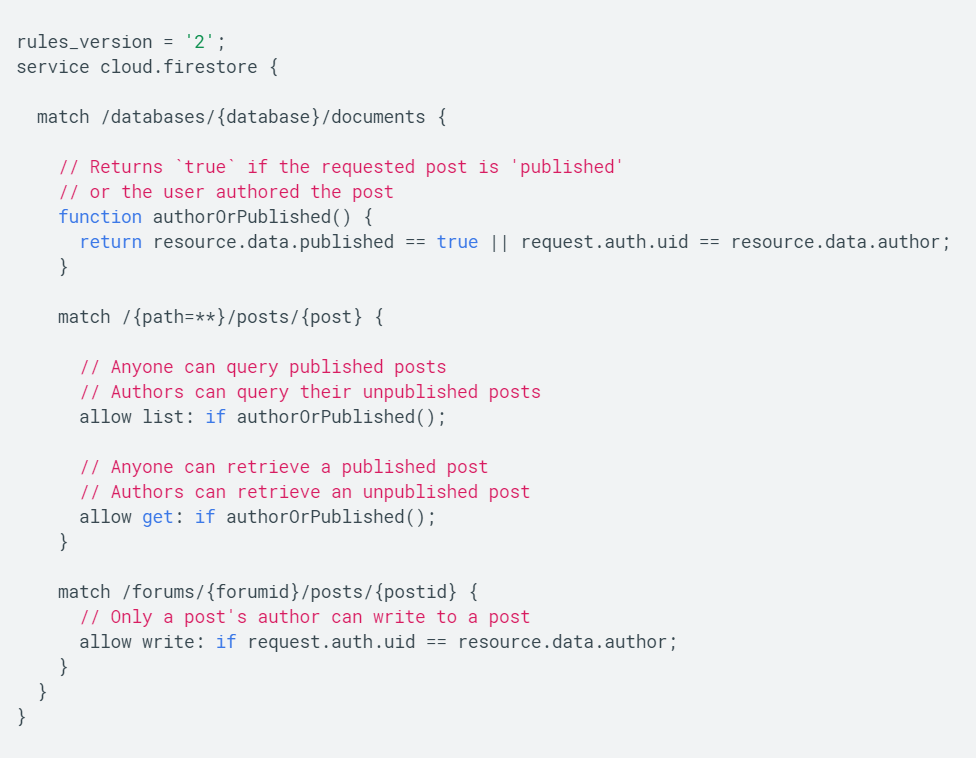 rules_version = '2';
service cloud.firestore {
match /databases/{database}/documents {
// Returns `true` if the requested post is 'published'
// or the user authored the post
function authorOrPublished() {
return resource.data.published == true || request.auth.uid == resource.data.author;
}
match /{path=**}/posts/{post} {
// Anyone can query published posts
// Authors can query their unpublished posts
allow list: if authorOrPublished();
// Anyone can retrieve a published post
// Authors can retrieve an unpublished post
allow get: if authorOrPublished();
}
match /forums/{forumid}/posts/{postid} {
// Only a post's author can write to a post
allow write: if request.auth.uid == resource.data.author;
}
}
}